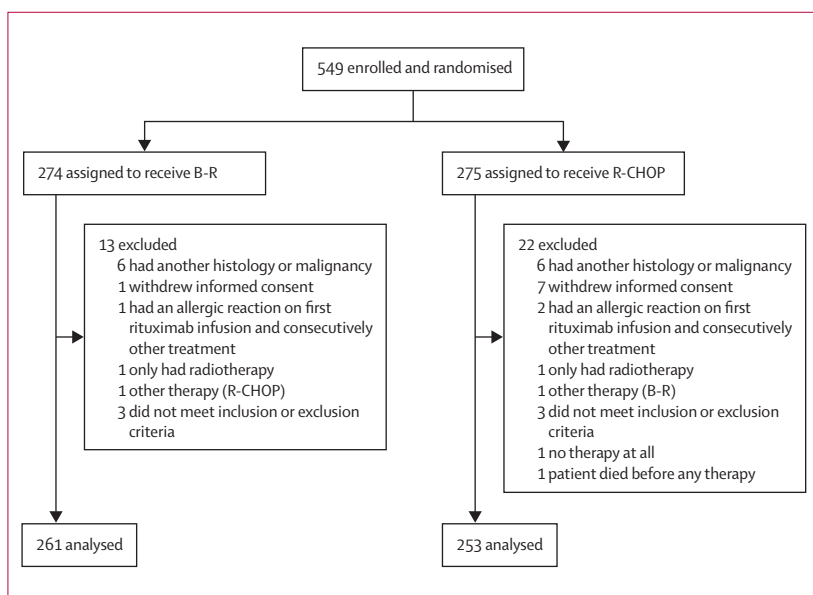 549 enrolled and randomised
274 assigned to receive B-R
275 assigned to receive R-CHOP
13 excluded
6 had another histology or malignancy
1 withdrew informed consent
1 had an allergic reaction on first
rituximab infusion and consecutively
other treatment
1 only had radiotherapy
1 other therapy (R-CHOP)
3 did not meet inclusion or exclusion
criteria
22 excluded
6 had another histology or malignancy
7 withdrew informed consent
2 had an allergic reaction on first
rituximab infusion and consecutively
other treatment
1 only had radiotherapy
1 other therapy (B-R)
3 did not meet inclusion or exclusion
criteria
1 no therapy at all
1 patient died before any therapy
261 analysed
253 analysed